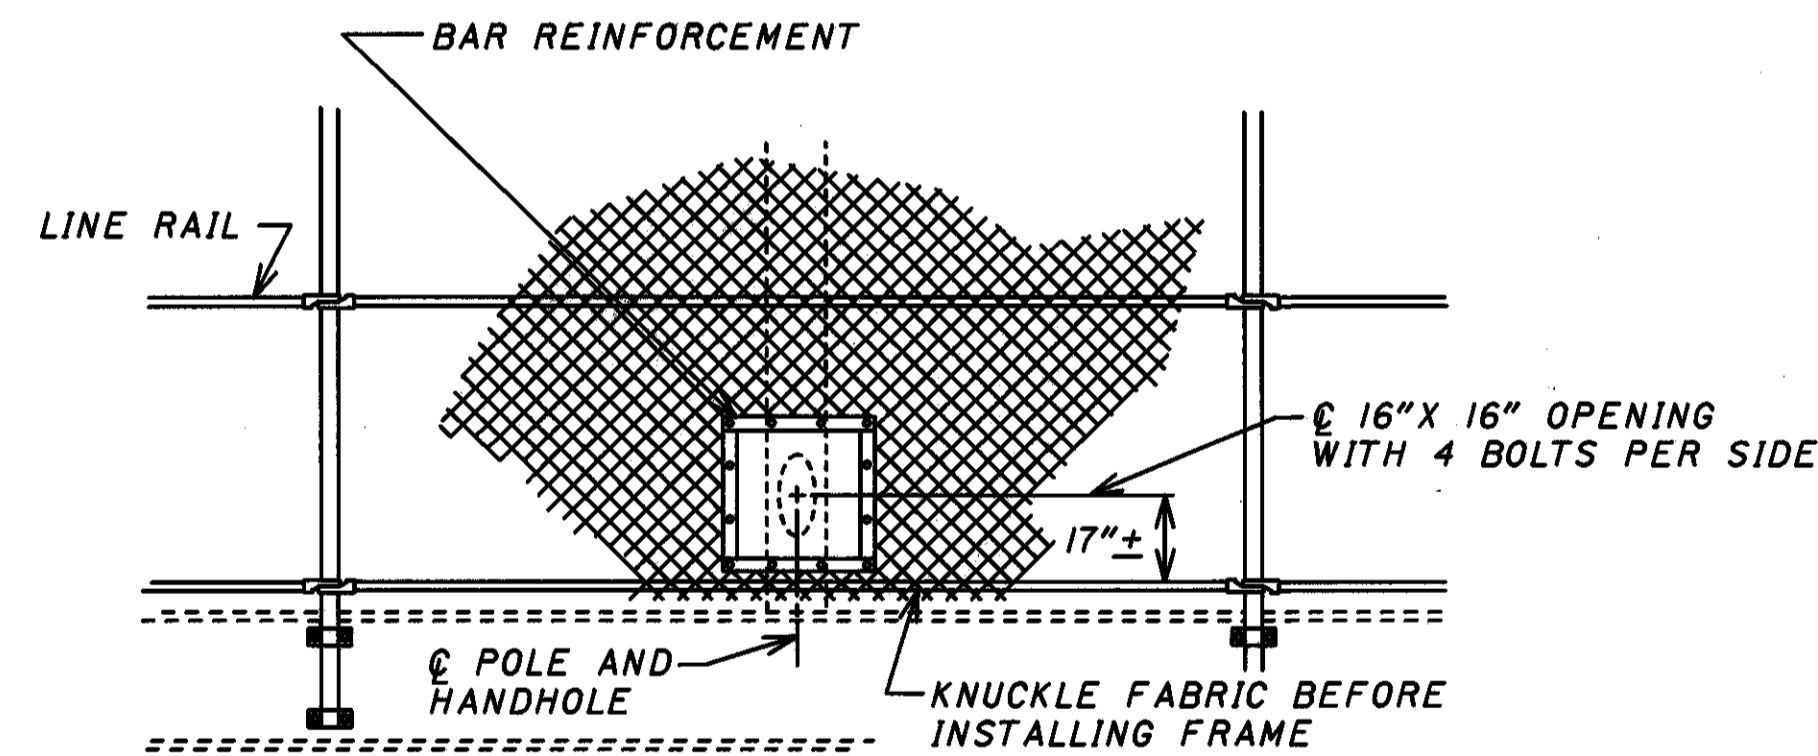 BAR REINFORCEMENT
LINE RAIL
℄ 16"X 16" OPENING
WITH 4 BOLTS PER SIDE
17"±
℄ POLE AND
HANDHOLE
KNUCKLE FABRIC BEFORE
INSTALLING FRAME